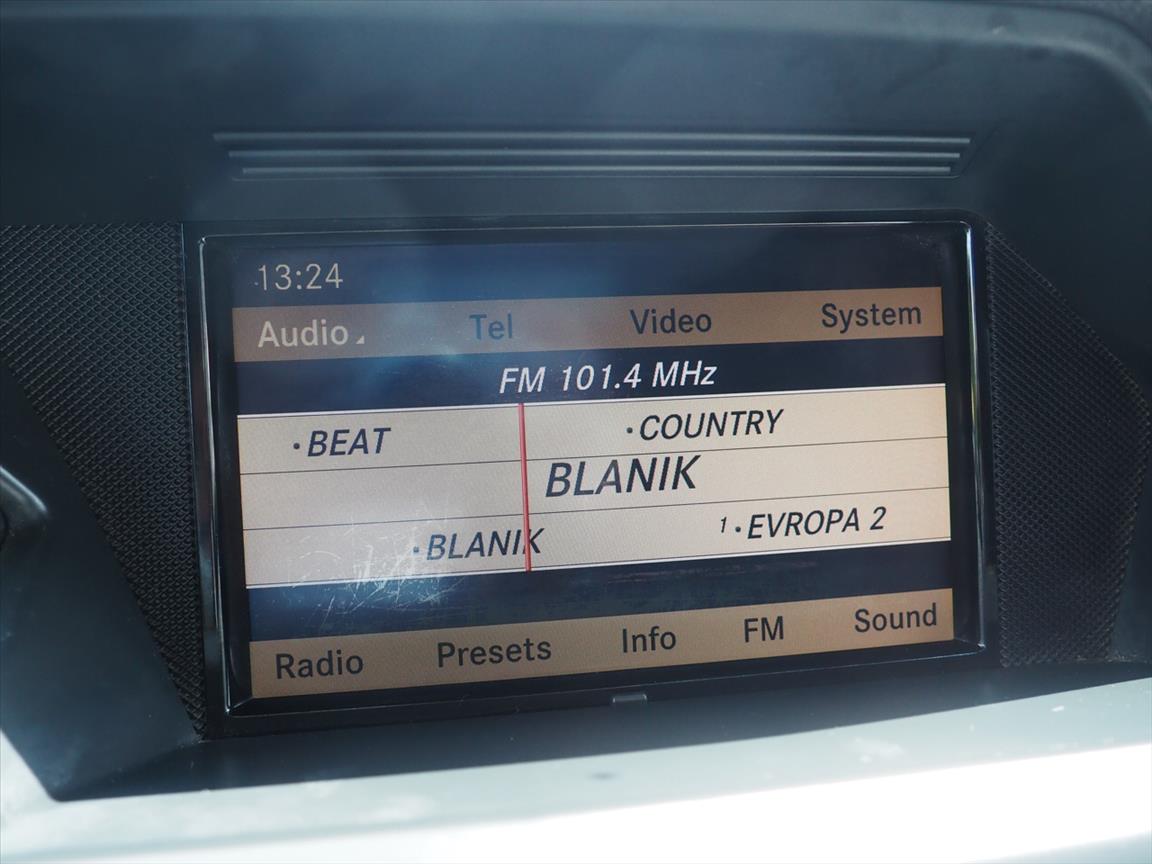 13:24
Audio Tel Video System
FM 101.4 MHz
·BEAT ·COUNTRY
BLANIK
·BLANIK 1·EVROPA 2
Radio Presets Info FM Sound